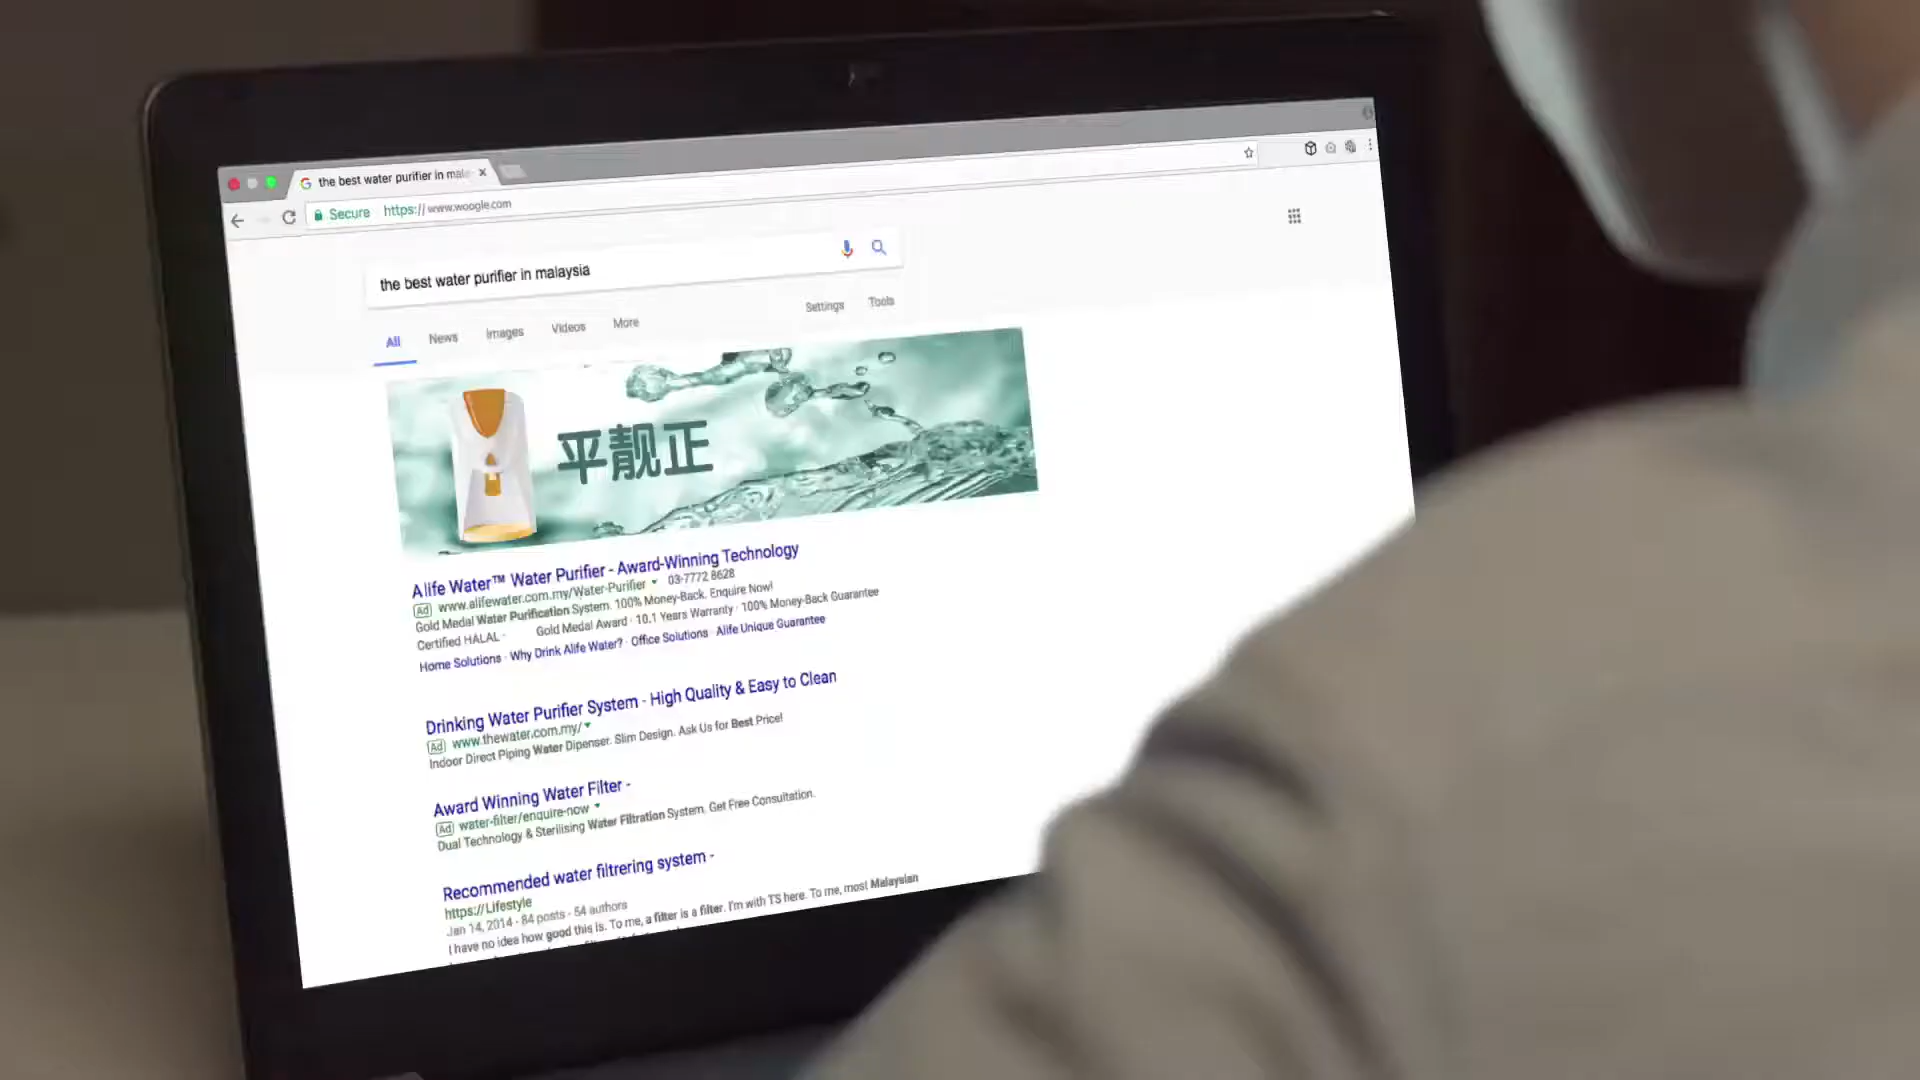 the best water purifier in mala
Secure https://www.woogle.com
the best water purifier in malaysia
All News Images Videos More Settings Tools
平靓正
Alife Water™ Water Purifier - Award-Winning Technology
Ad www.alifewater.com.my/Water-Purifier 03-7772 8628
Gold Medal Water Purification System. 100% Money-Back. Enquire Now!
Certified HALAL - Gold Medal Award · 10.1 Years Warranty · 100% Money-Back Guarantee
Home Solutions · Why Drink Alife Water? · Office Solutions · Alife Unique Guarantee
Drinking Water Purifier System - High Quality & Easy to Clean
Ad www.thewater.com.my/
Indoor Direct Piping Water Dipenser. Slim Design. Ask Us for Best Price!
Award Winning Water Filter -
Ad water-filter/enquire-now
Dual Technology & Sterilising Water Filtration System. Get Free Consultation.
Recommended water filtrering system -
https://Lifestyle
Jan 14, 2014 - 84 posts - 54 authors
I have no idea how good this is. To me, a filter is a filter. I'm with TS here. To me, most Malaysian